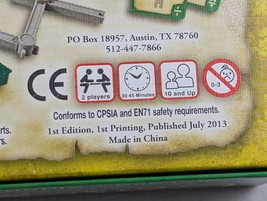 PO Box 18957, Austin, TX 78760
512-447-7866
CE
2 players
30-45 Minutes
10 and Up
0-3
Conforms to CPSIA and EN71 safety requirements.
1st Edition, 1st Printing, Published July 2013
Made in China
rts.